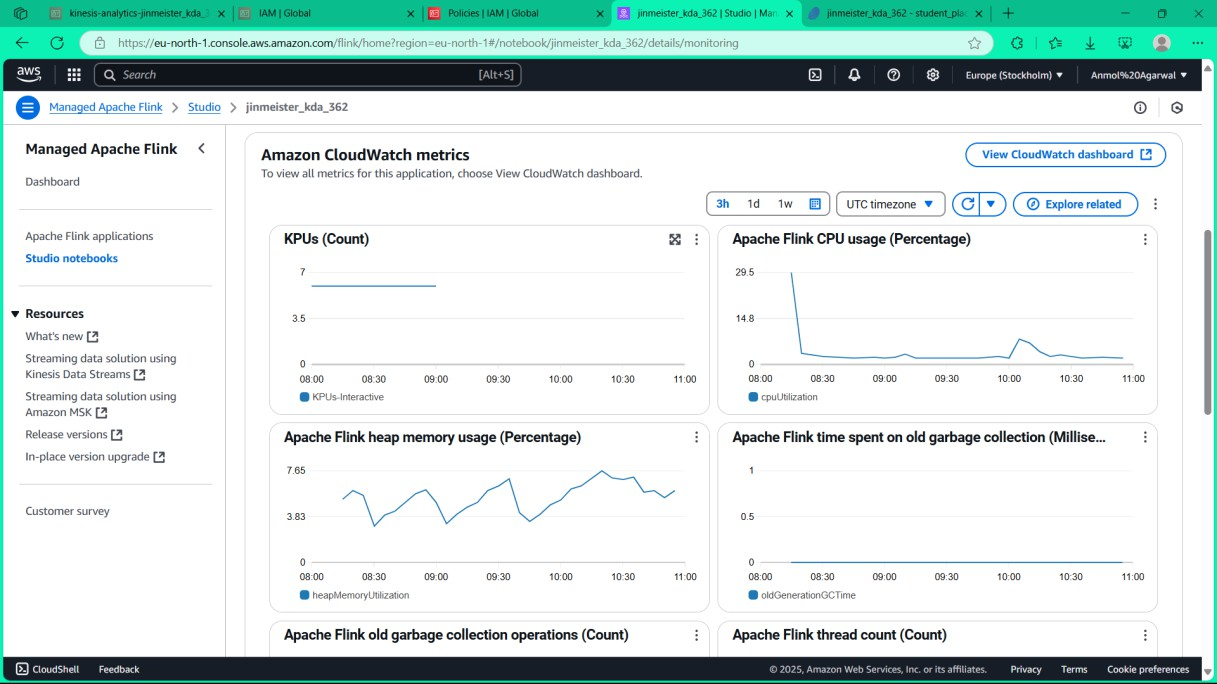 kinesis-analytics-jinmeister_kda_3
IAM | Global
Policies | IAM | Global
jinmeister_kda_362 | Studio | Man
jinmeister_kda_362 - student_plac
https://eu-north-1.console.aws.amazon.com/flink/home?region=eu-north-1#/notebook/jinmeister_kda_362/details/monitoring
aws
Search
[Alt+S]
Europe (Stockholm)
Anmol%20Agarwal
Managed Apache Flink
Studio
jinmeister_kda_362
Managed Apache Flink
Dashboard
Apache Flink applications
Studio notebooks
Resources
What's new
Streaming data solution using
Kinesis Data Streams
Streaming data solution using
Amazon MSK
Release versions
In-place version upgrade
Customer survey
Amazon CloudWatch metrics
To view all metrics for this application, choose View CloudWatch dashboard.
View CloudWatch dashboard
3h 1d 1w
UTC timezone
Explore related
KPUs (Count)
7
3.5
0
08:00 08:30 09:00 09:30 10:00 10:30 11:00
KPUs-Interactive
Apache Flink CPU usage (Percentage)
29.5
14.8
0
08:00 08:30 09:00 09:30 10:00 10:30 11:00
cpuUtilization
Apache Flink heap memory usage (Percentage)
7.65
3.83
0
08:00 08:30 09:00 09:30 10:00 10:30 11:00
heapMemoryUtilization
Apache Flink time spent on old garbage collection (Millise...
1
0.5
0
08:00 08:30 09:00 09:30 10:00 10:30 11:00
oldGenerationGCTime
Apache Flink old garbage collection operations (Count)
Apache Flink thread count (Count)
CloudShell
Feedback
© 2025, Amazon Web Services, Inc. or its affiliates.
Privacy
Terms
Cookie preferences